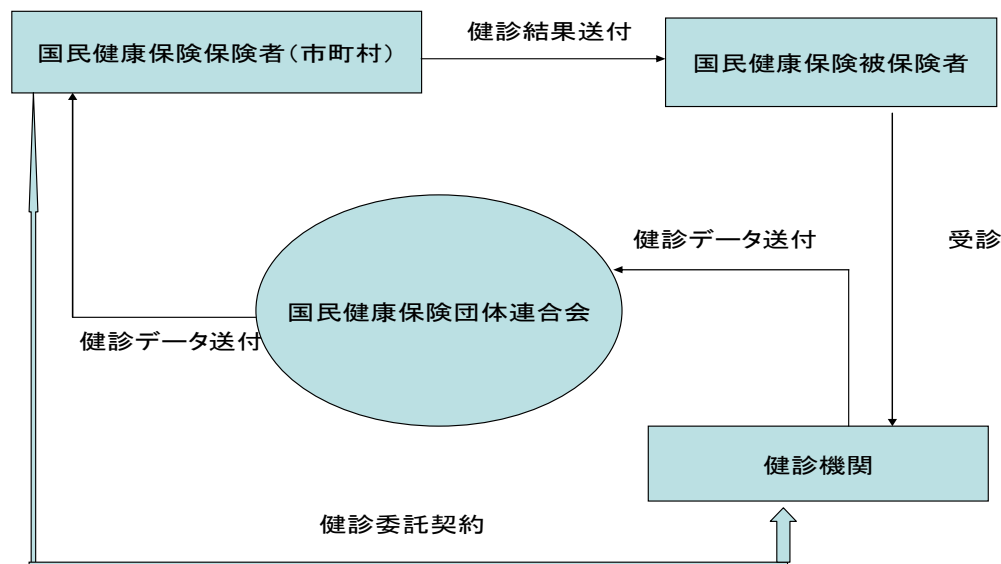 国民健康保険保険者（市町村）
健診結果送付
国民健康保険被保険者
健診データ送付
受診
国民健康保険団体連合会
健診データ送付
健診機関
健診委託契約